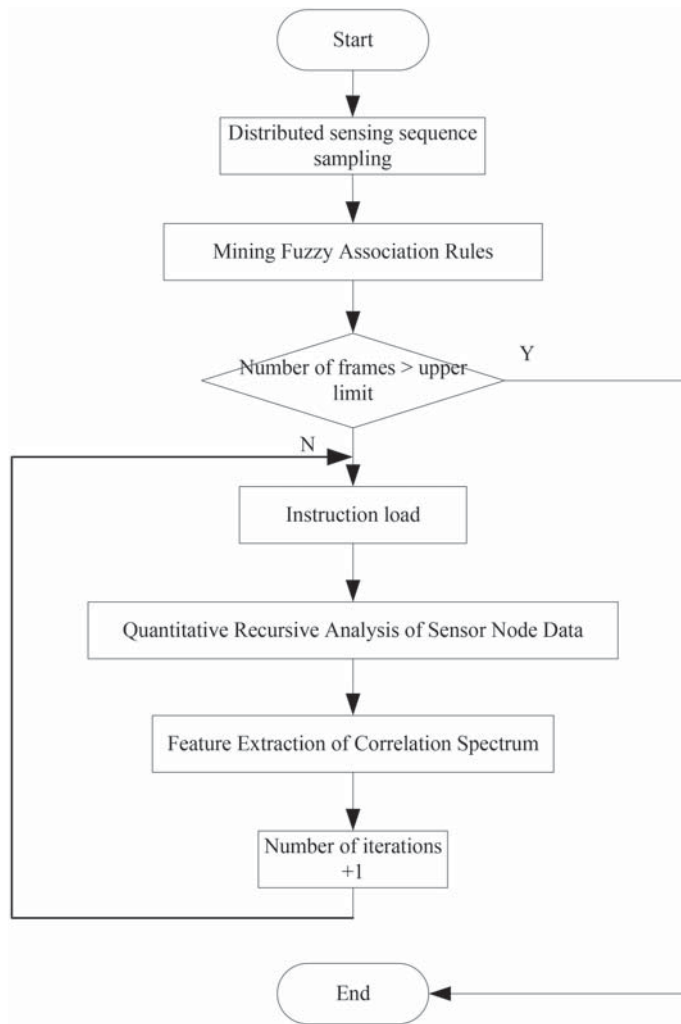 Start
Distributed sensing sequence
sampling
Mining Fuzzy Association Rules
Number of frames > upper
limit
Y
N
Instruction load
Quantitative Recursive Analysis of Sensor Node Data
Feature Extraction of Correlation Spectrum
Number of iterations
+1
End